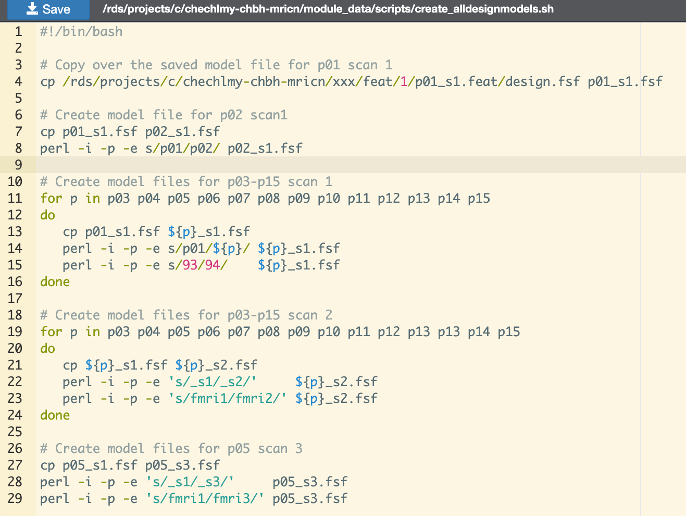 Save /rds/projects/c/chechlmy-chbh-mricn/module_data/scripts/create_alldesignmodels.sh
1 #!/bin/bash
2
3 # Copy over the saved model file for p01 scan 1
4 cp /rds/projects/c/chechlmy-chbh-mricn/xxx/feat/1/p01_s1.feat/design.fsf p01_s1.fsf
5
6 # Create model file for p02 scan1
7 cp p01_s1.fsf p02_s1.fsf
8 perl -i -p -e s/p01/p02/ p02_s1.fsf
9
10 # Create model files for p03-p15 scan 1
11 for p in p03 p04 p05 p06 p07 p08 p09 p10 p11 p12 p13 p14 p15
12 do
13    cp p01_s1.fsf ${p}_s1.fsf
14    perl -i -p -e s/p01/${p}/ ${p}_s1.fsf
15    perl -i -p -e s/93/94/    ${p}_s1.fsf
16 done
17
18 # Create model files for p03-p15 scan 2
19 for p in p03 p04 p05 p06 p07 p08 p09 p10 p11 p12 p13 p13 p14 p15
20 do
21    cp ${p}_s1.fsf ${p}_s2.fsf
22    perl -i -p -e 's/_s1/_s2/'     ${p}_s2.fsf
23    perl -i -p -e 's/fmri1/fmri2/' ${p}_s2.fsf
24 done
25
26 # Create model files for p05 scan 3
27 cp p05_s1.fsf p05_s3.fsf
28 perl -i -p -e 's/_s1/_s3/'     p05_s3.fsf
29 perl -i -p -e 's/fmri1/fmri3/' p05_s3.fsf